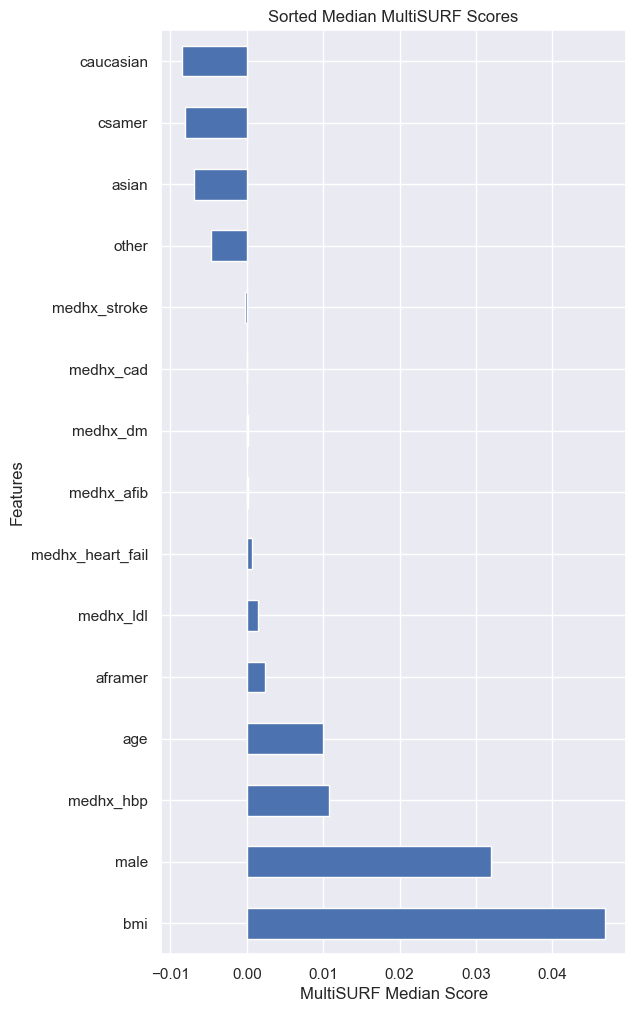 Sorted Median MultiSURF Scores
caucasian
csamer
asian
other
medhx_stroke
medhx_cad
medhx_dm
medhx_afib
medhx_heart_fail
medhx_ldl
aframer
age
medhx_hbp
male
bmi
Features
−0.01 0.00 0.01 0.02 0.03 0.04
MultiSURF Median Score